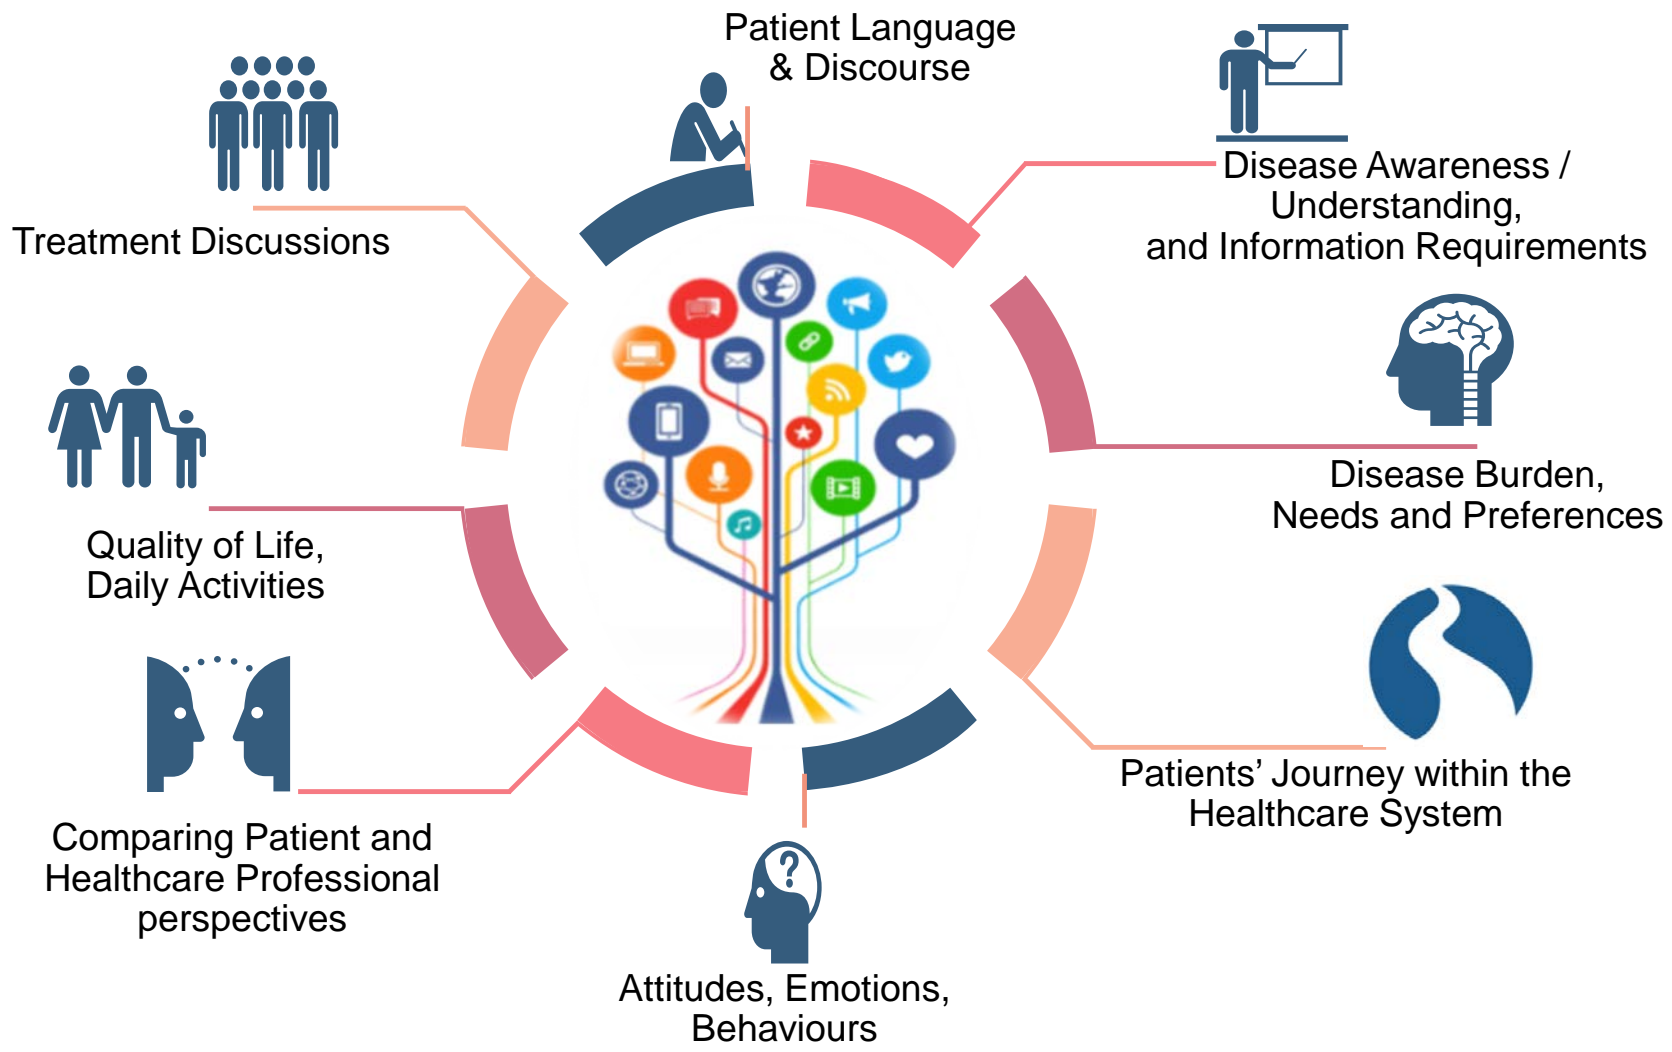 Patient Language
& Discourse
Disease Awareness /
Understanding,
and Information Requirements
Treatment Discussions
Disease Burden,
Needs and Preferences
Quality of Life,
Daily Activities
Patients’ Journey within the
Healthcare System
Comparing Patient and
Healthcare Professional
perspectives
?
Attitudes, Emotions,
Behaviours